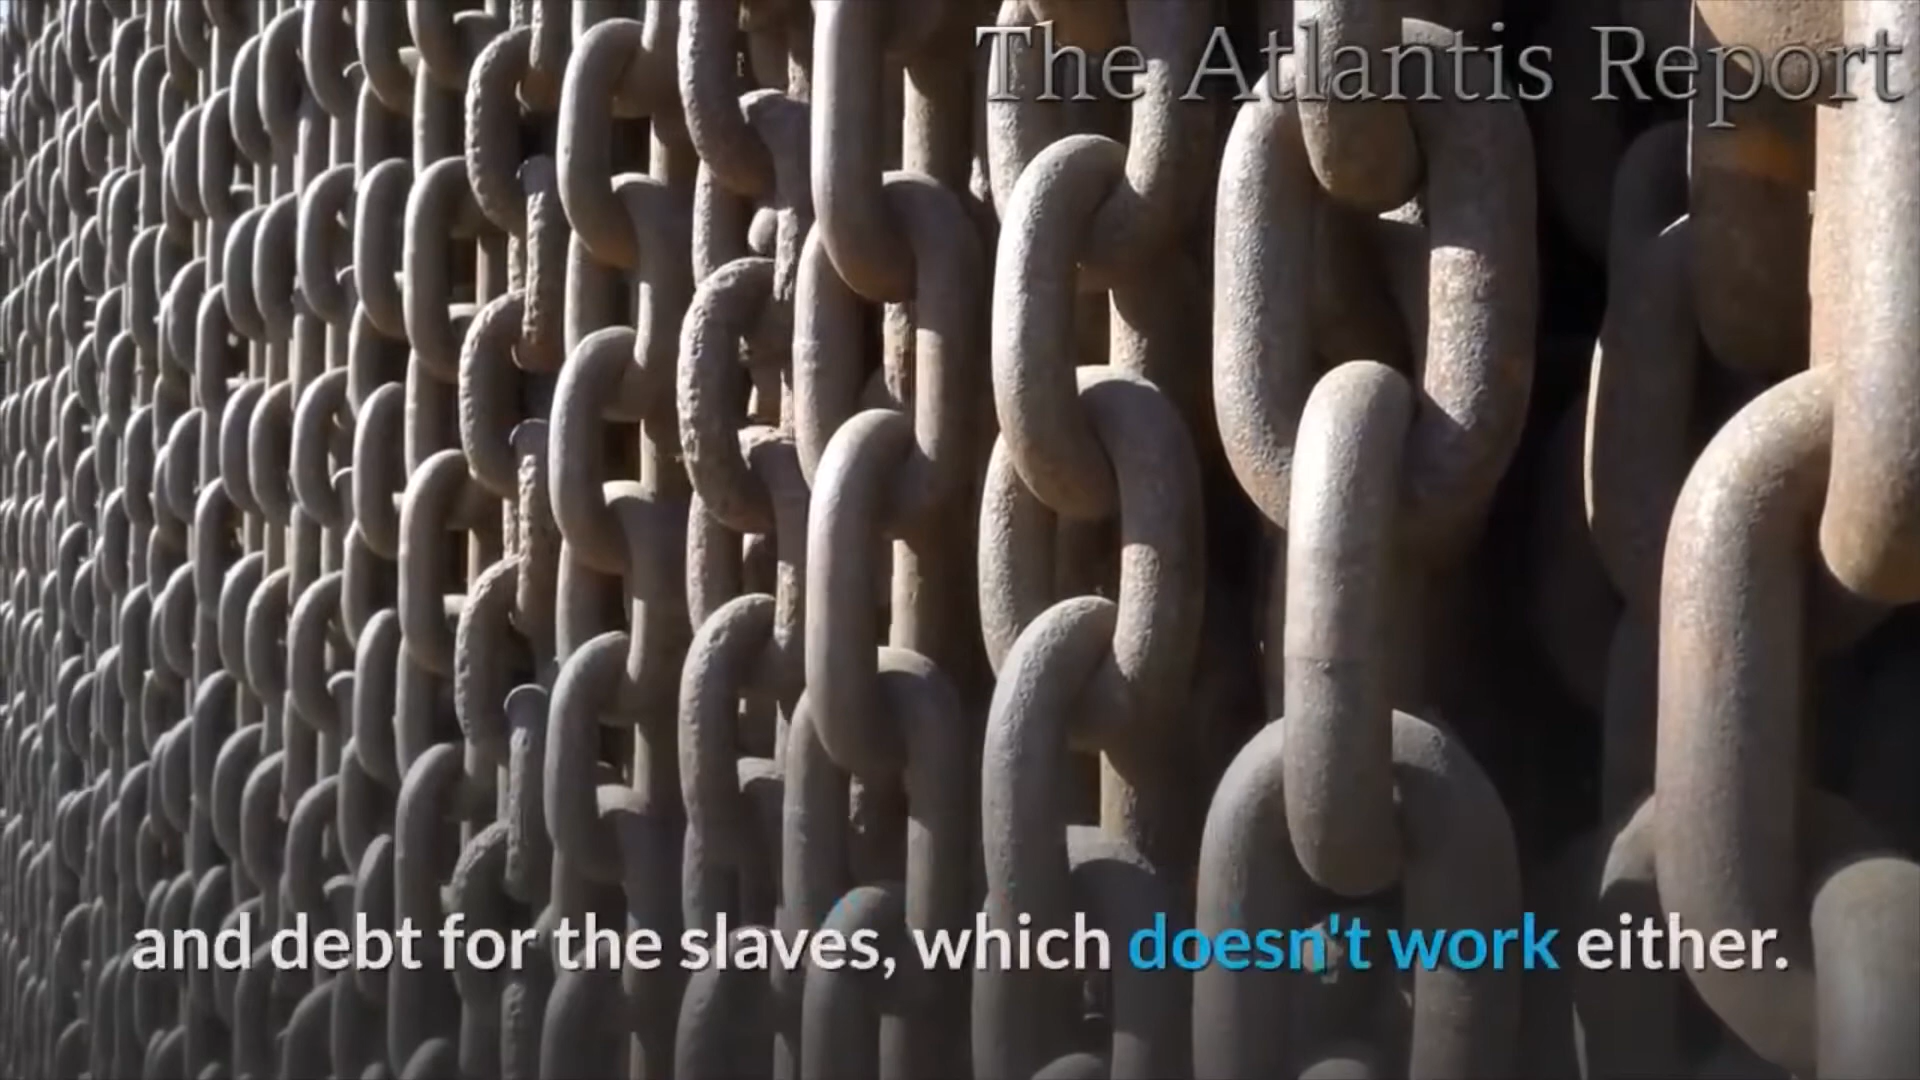 The Atlantis Report
and debt for the slaves, which doesn't work either.